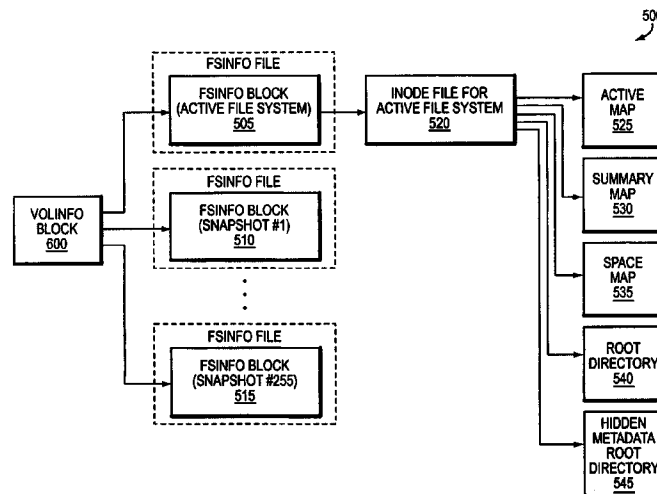 500
FSINFO FILE
FSINFO BLOCK
(ACTIVE FILE SYSTEM)
505
INODE FILE FOR
ACTIVE FILE SYSTEM
520
ACTIVE
MAP
525
FSINFO FILE
FSINFO BLOCK
(SNAPSHOT #1)
510
SUMMARY
MAP
530
VOLINFO
BLOCK
600
SPACE
MAP
535
FSINFO FILE
FSINFO BLOCK
(SNAPSHOT #255)
515
ROOT
DIRECTORY
540
HIDDEN
METADATA
ROOT
DIRECTORY
545